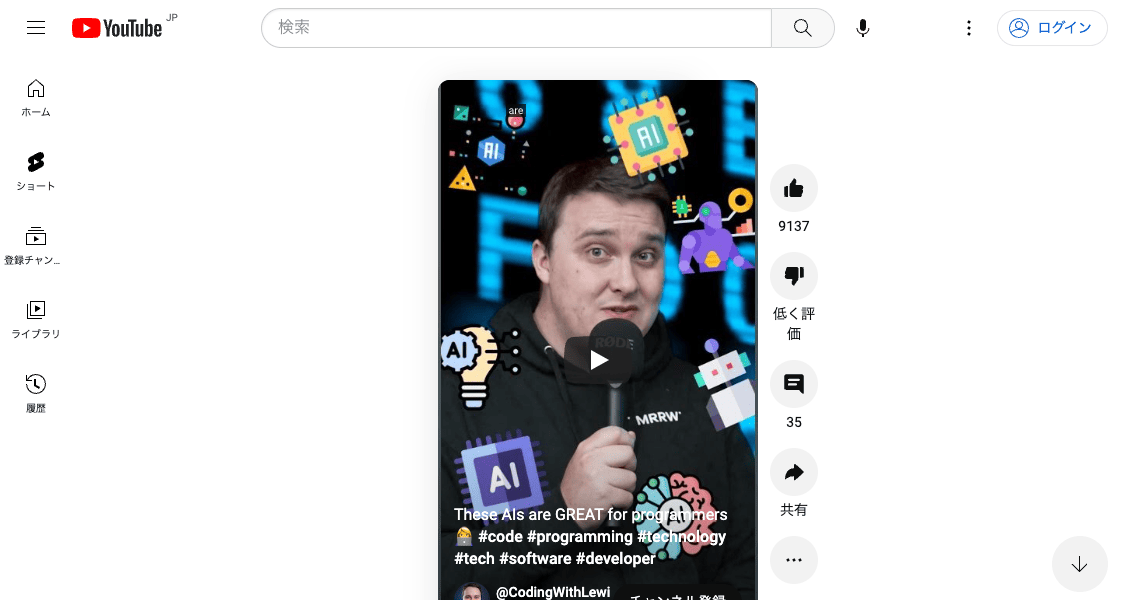 YouTube JP
検索
ログイン
ホーム
ショート
登録チャン...
ライブラリ
履歴
are
AI
AI
AI
AI
AI
RØDE
MRRW
These AIs are GREAT for programmers
#code #programming #technology
#tech #software #developer
@CodingWithLewi
チャンネル登録
9137
低く評
価
35
共有